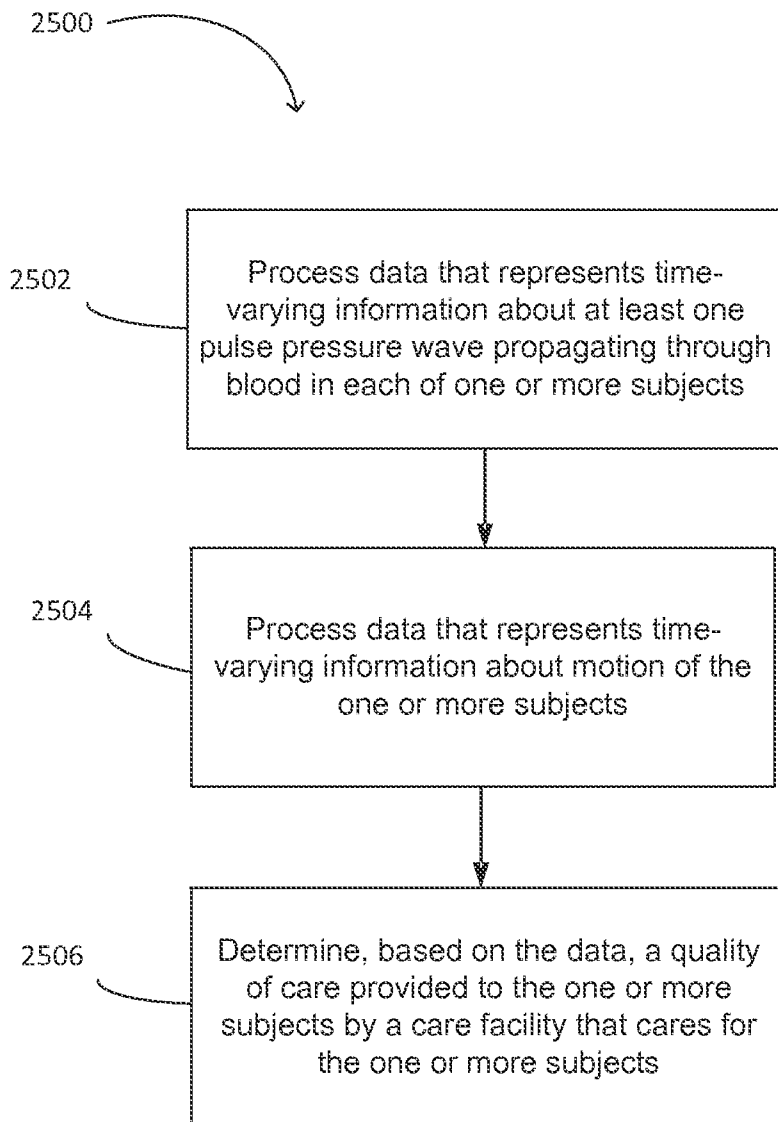 2500
2502
Process data that represents time-
varying information about at least one
pulse pressure wave propagating through
blood in each of one or more subjects
2504
Process data that represents time-
varying information about motion of the
one or more subjects
2506
Determine, based on the data, a quality
of care provided to the one or more
subjects by a care facility that cares for
the one or more subjects